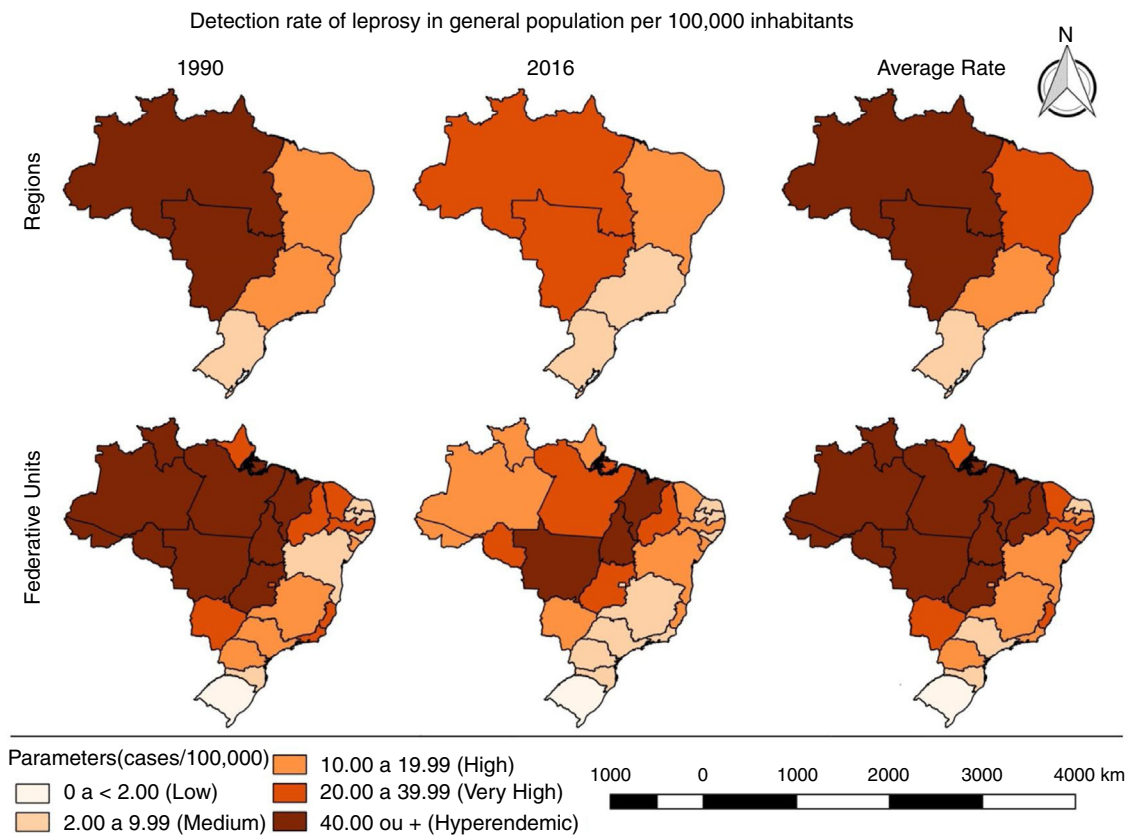 Detection rate of leprosy in general population per 100,000 inhabitants
1990
2016
Average Rate
N
Regions
Federative Units
Parameters(cases/100,000)
0 a < 2.00 (Low)
2.00 a 9.99 (Medium)
10.00 a 19.99 (High)
20.00 a 39.99 (Very High)
40.00 ou + (Hyperendemic)
1000 0 1000 2000 3000 4000 km